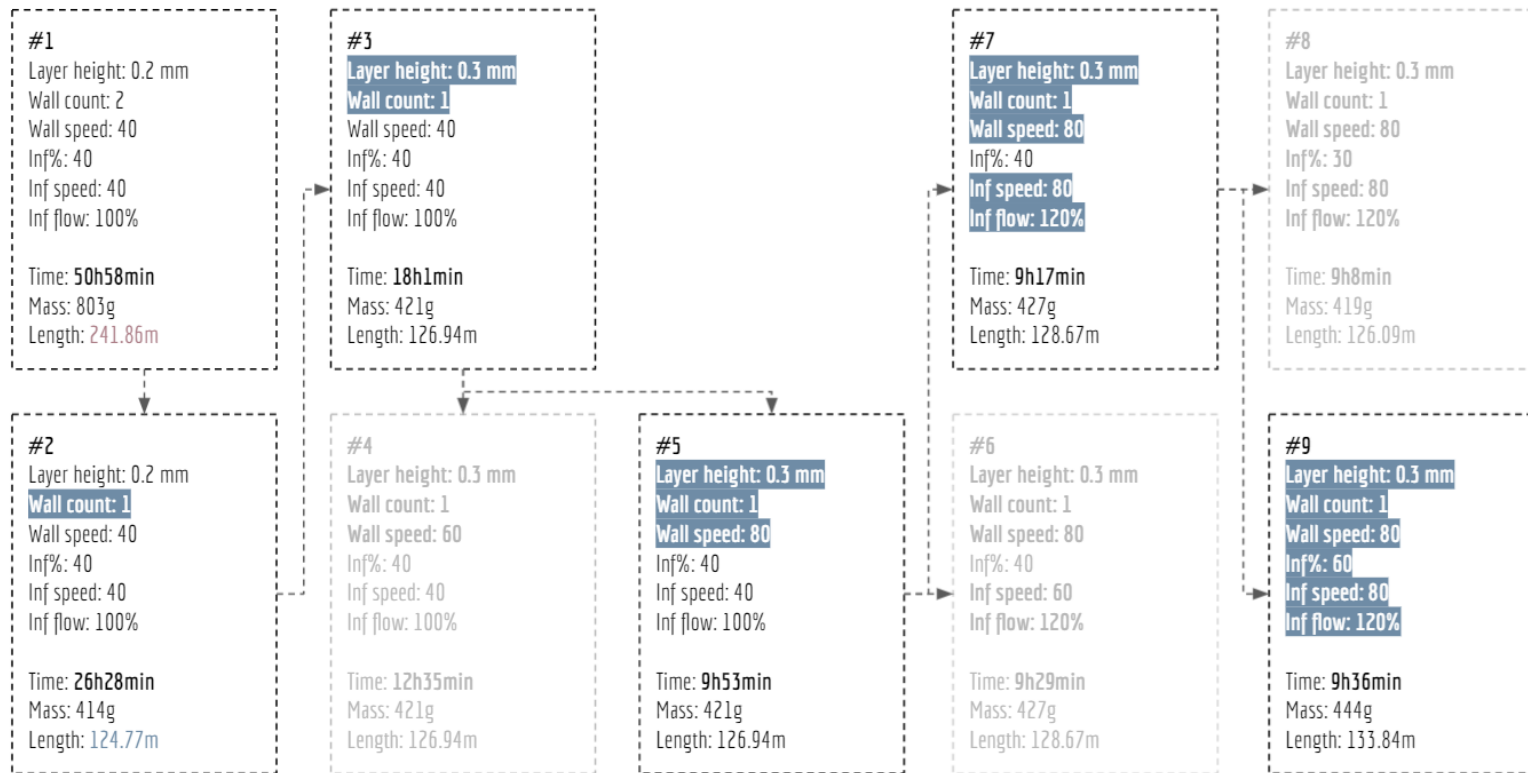 #1
Layer height: 0.2 mm
Wall count: 2
Wall speed: 40
Inf%: 40
Inf speed: 40
Inf flow: 100%
Time: 50h58min
Mass: 803g
Length: 241.86m
#2
Layer height: 0.2 mm
Wall count: 1
Wall speed: 40
Inf%: 40
Inf speed: 40
Inf flow: 100%
Time: 26h28min
Mass: 414g
Length: 124.77m
#3
Layer height: 0.3 mm
Wall count: 1
Wall speed: 40
Inf%: 40
Inf speed: 40
Inf flow: 100%
Time: 18h1min
Mass: 421g
Length: 126.94m
#4
Layer height: 0.3 mm
Wall count: 1
Wall speed: 60
Inf%: 40
Inf speed: 40
Inf flow: 100%
Time: 12h35min
Mass: 421g
Length: 126.94m
#5
Layer height: 0.3 mm
Wall count: 1
Wall speed: 80
Inf%: 40
Inf speed: 40
Inf flow: 100%
Time: 9h53min
Mass: 421g
Length: 126.94m
#6
Layer height: 0.3 mm
Wall count: 1
Wall speed: 80
Inf%: 40
Inf speed: 60
Inf flow: 120%
Time: 9h29min
Mass: 427g
Length: 128.67m
#7
Layer height: 0.3 mm
Wall count: 1
Wall speed: 80
Inf%: 40
Inf speed: 80
Inf flow: 120%
Time: 9h17min
Mass: 427g
Length: 128.67m
#8
Layer height: 0.3 mm
Wall count: 1
Wall speed: 80
Inf%: 30
Inf speed: 80
Inf flow: 120%
Time: 9h8min
Mass: 419g
Length: 126.09m
#9
Layer height: 0.3 mm
Wall count: 1
Wall speed: 80
Inf%: 60
Inf speed: 80
Inf flow: 120%
Time: 9h36min
Mass: 444g
Length: 133.84m